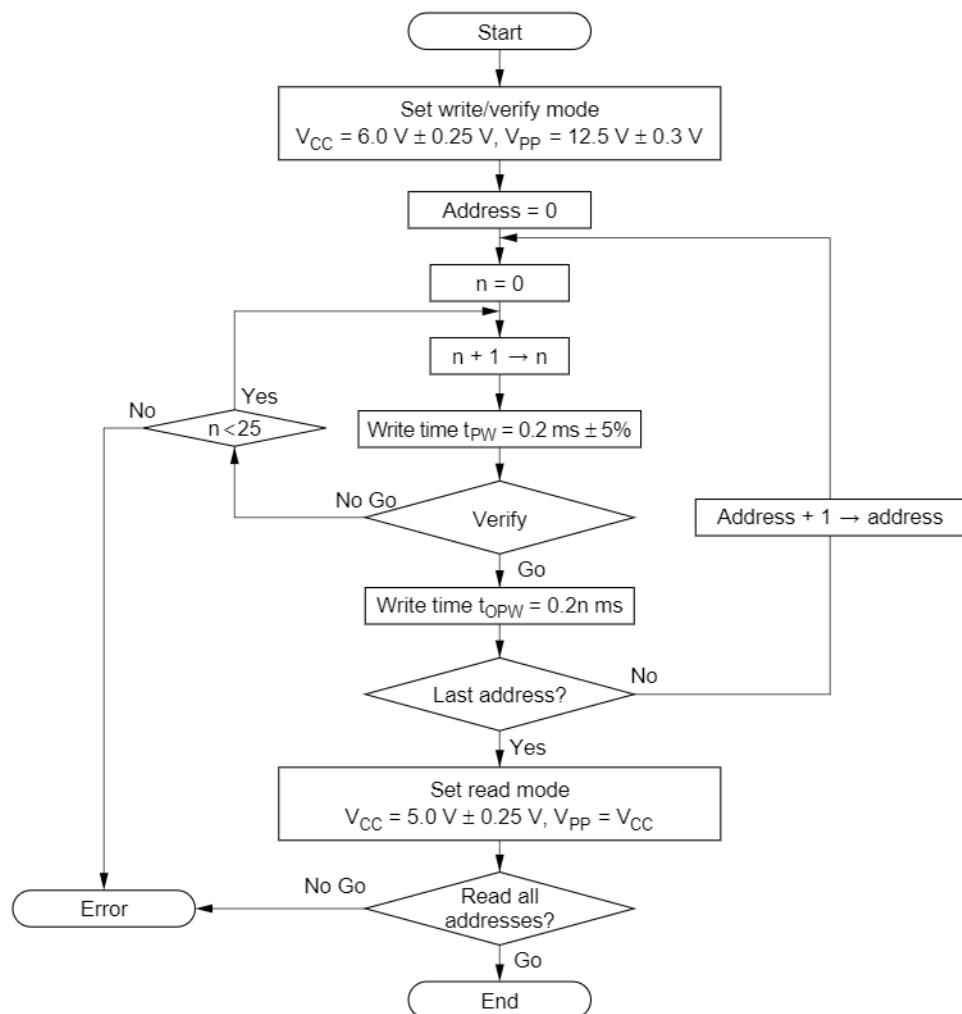 Start
Set write/verify mode
VCC = 6.0 V ± 0.25 V, VPP = 12.5 V ± 0.3 V
Address = 0
n = 0
n + 1 → n
Yes
No
n<25
Write time tPW = 0.2 ms ± 5%
No Go
Verify
Address + 1 → address
Go
Write time tOPW = 0.2n ms
Last address?
No
Yes
Set read mode
VCC = 5.0 V ± 0.25 V, VPP = VCC
No Go
Read all
addresses?
Error
Go
End